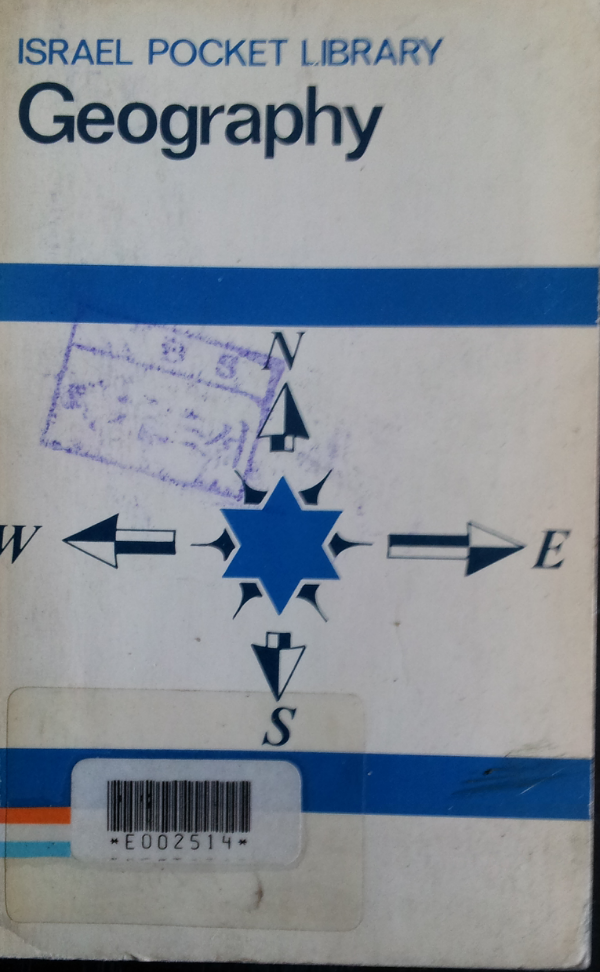 ISRAEL POCKET LIBRARY
Geography
N
W
E
S
*E002514*